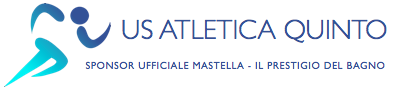 US ATLETICA QUINTO
SPONSOR UFFICIALE MASTELLA - IL PRESTIGIO DEL BAGNO